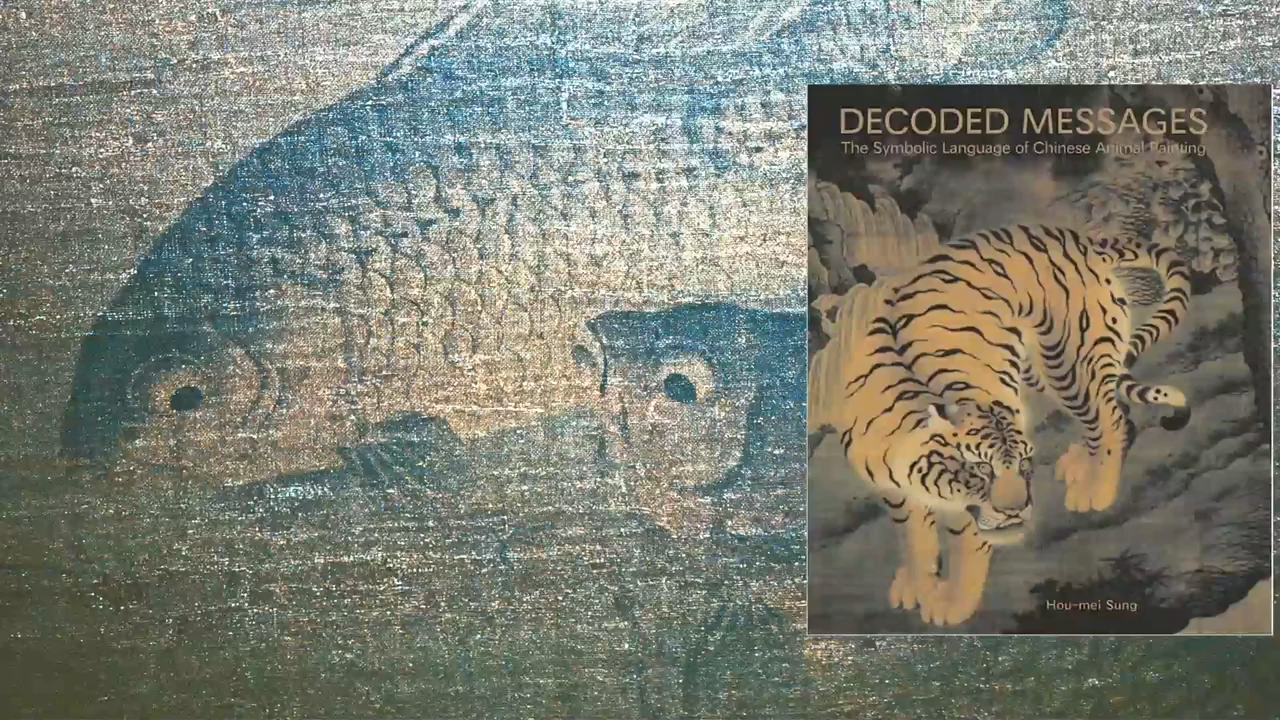 DECODED MESSAGES
The Symbolic Language of Chinese Animal Painting
Hou-mei Sung